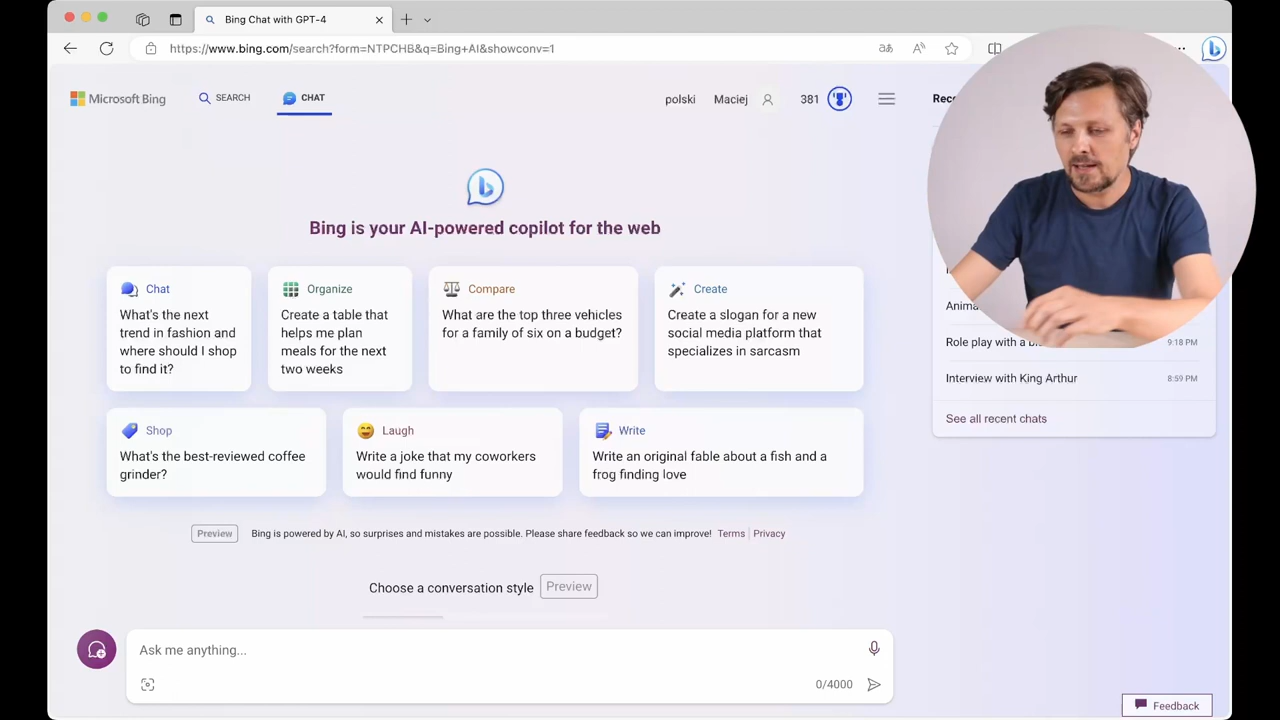 Bing Chat with GPT-4
https://www.bing.com/search?form=NTPCHB&q=Bing+AI&showconv=1
Microsoft Bing
SEARCH
CHAT
polski
Maciej
381
Bing is your AI-powered copilot for the web
Chat
What's the next
trend in fashion and
where should I shop
to find it?
Organize
Create a table that
helps me plan
meals for the next
two weeks
Compare
What are the top three vehicles
for a family of six on a budget?
Create
Create a slogan for a new
social media platform that
specializes in sarcasm
Shop
What's the best-reviewed coffee
grinder?
Laugh
Write a joke that my coworkers
would find funny
Write
Write an original fable about a fish and a
frog finding love
Preview
Bing is powered by AI, so surprises and mistakes are possible. Please share feedback so we can improve! Terms | Privacy
Choose a conversation style Preview
Ask me anything...
0/4000
Role play with a
9:18 PM
Interview with King Arthur
8:59 PM
See all recent chats
Feedback